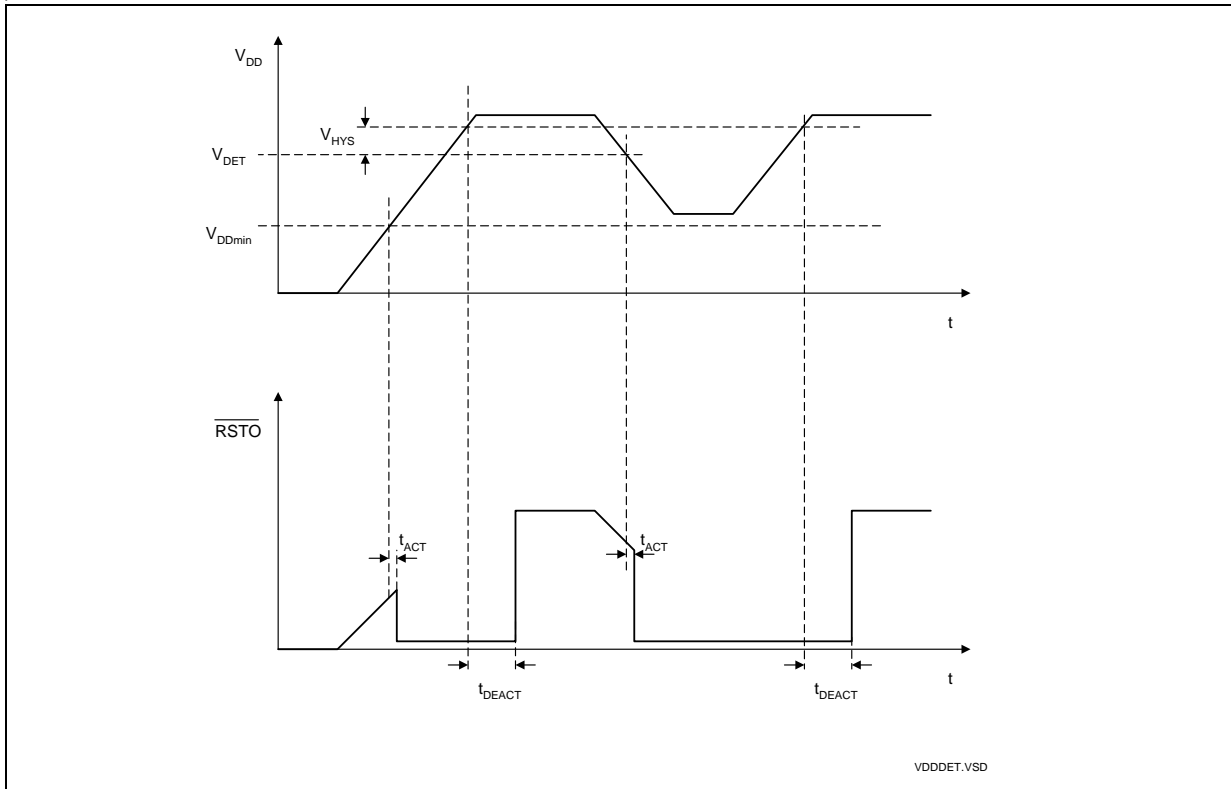 VDD
VHYS
VDET
VDDmin
t
RSTO
tACT
tACT
t
tDEACT
tDEACT
VDDDET.VSD